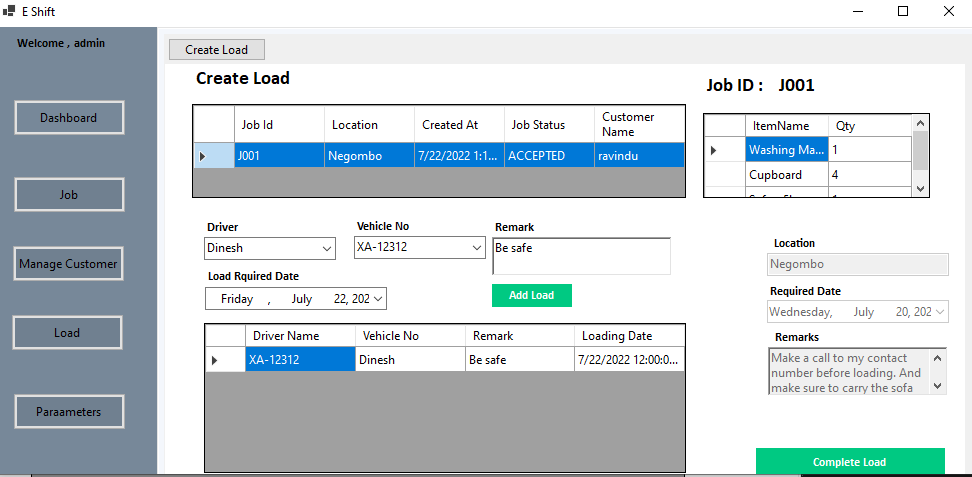 E Shift
Welcome , admin
Dashboard
Job
Manage Customer
Load
Paraameters
Create Load
Create Load
Job Id Location Created At Job Status Customer Name
J001 Negombo 7/22/2022 1:1... ACCEPTED ravindu
Driver Vehicle No Remark
Dinesh XA-12312 Be safe
Load Rquired Date
Friday , July 22, 202
Add Load
Driver Name Vehicle No Remark Loading Date
XA-12312 Dinesh Be safe 7/22/2022 12:00:0...
Job ID : J001
ItemName Qty
Washing Ma... 1
Cupboard 4
Location
Negombo
Required Date
Wednesday, July 20, 202
Remarks
Make a call to my contact
number before loading. And
make sure to carry the sofa
Complete Load